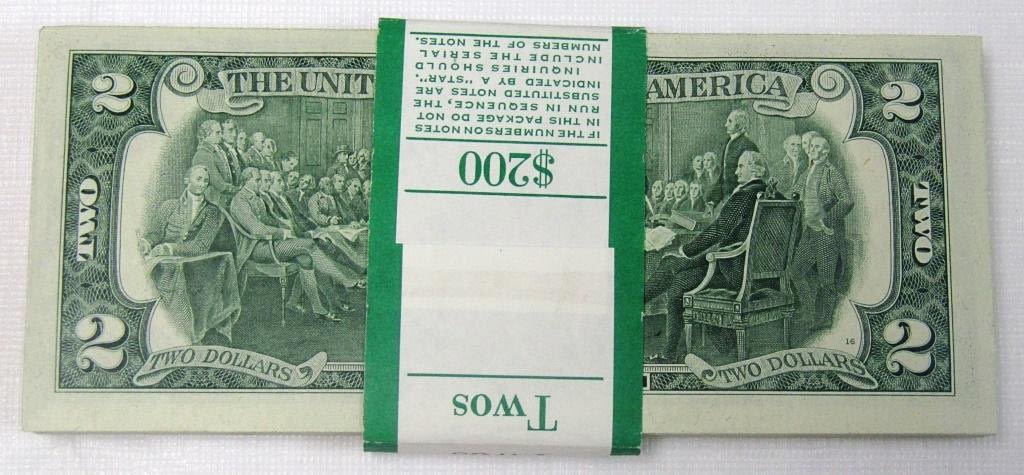 2
THE UNIT
AMERICA
2
TWO
TWO
2
TWO DOLLARS
TWO DOLLARS
16
2
TWOS
$200
IF THE NUMBERS ON NOTES
IN THIS PACKAGE DO NOT
RUN IN SEQUENCE, THE
SUBSTITUTED NOTES ARE
INDICATED BY A "STAR".
INQUIRIES SHOULD
INCLUDE THE SERIAL
NUMBERS OF THE NOTES.